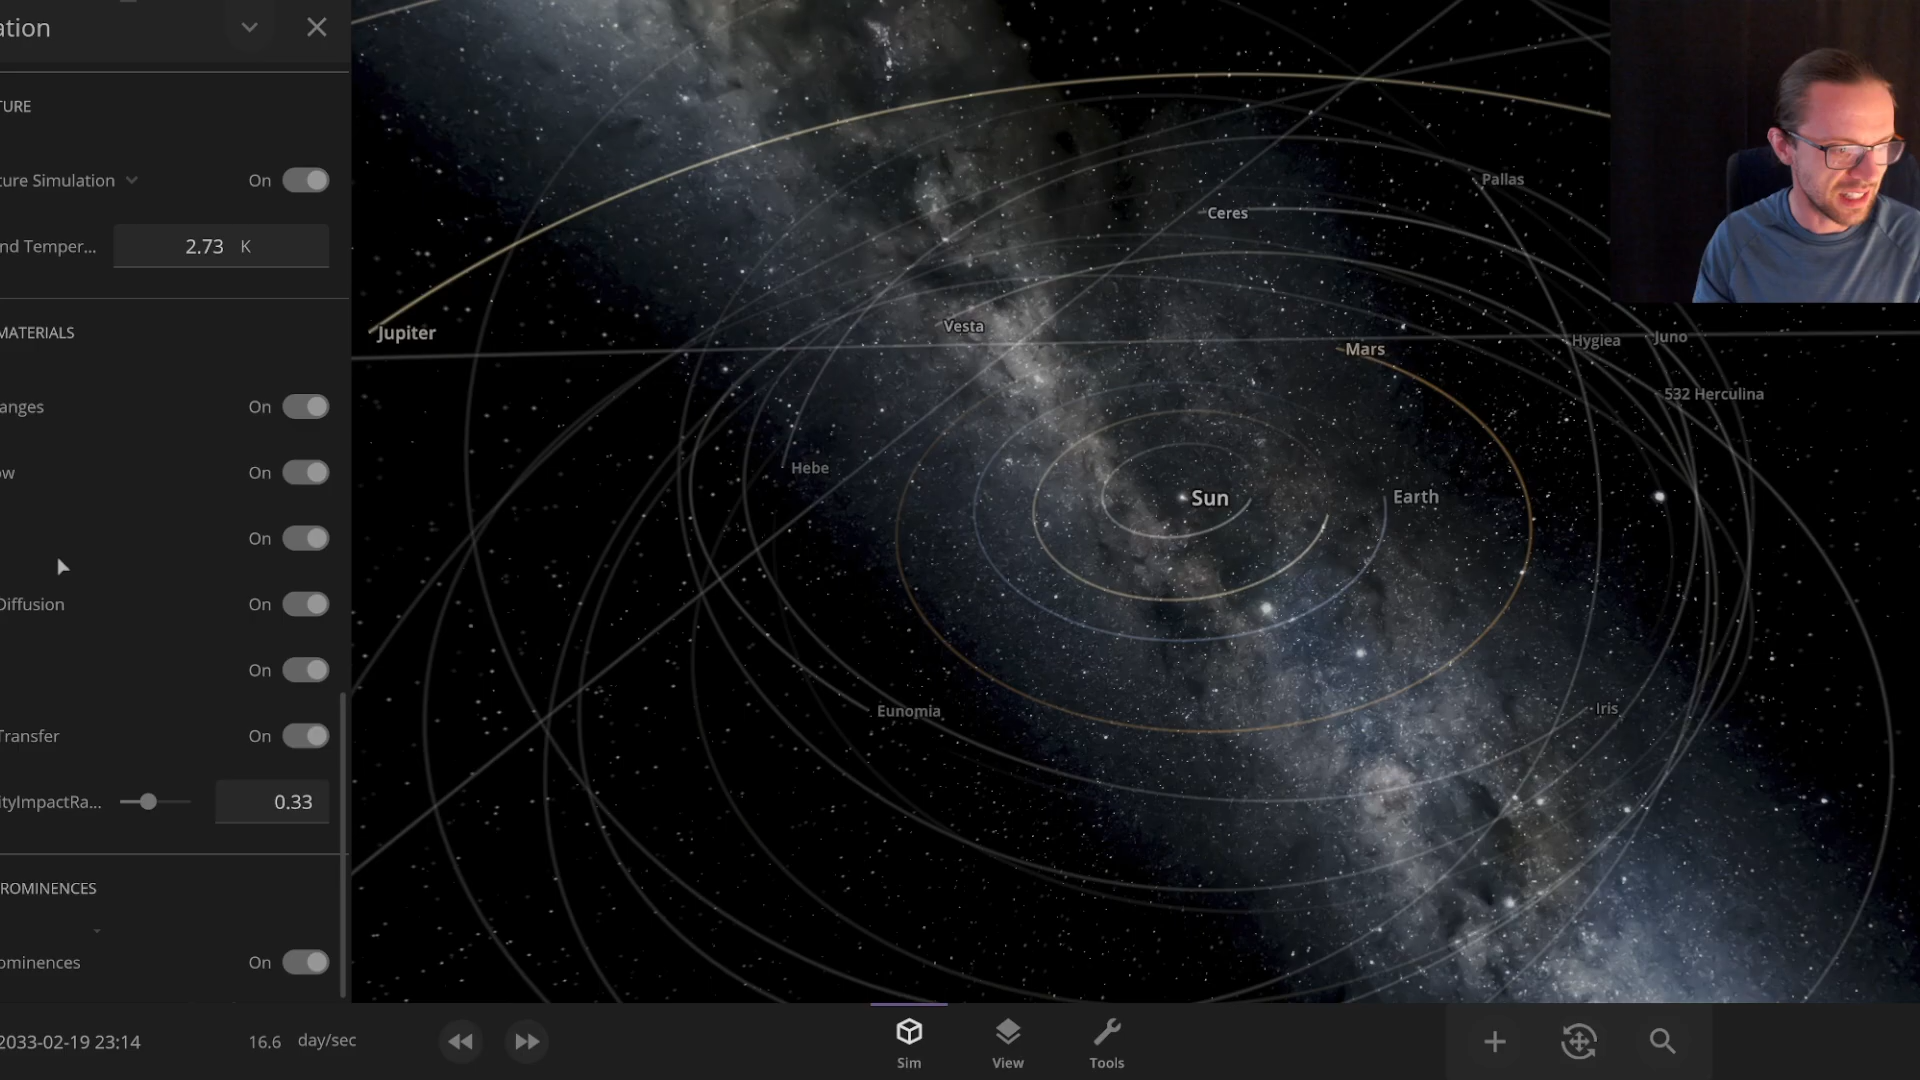 ation
TURE
ture Simulation On
nd Temper... 2.73 K
MATERIALS
anges On
ow On
On
Diffusion On
On
Transfer On
ityImpactRa... 0.33
ROMINENCES
ominences On
Pallas
Ceres
Jupiter
Vesta
Mars
Hygiea
Juno
532 Herculina
Hebe
Sun
Earth
Eunomia
Iris
2033-02-19 23:14 16.6 day/sec
Sim View Tools